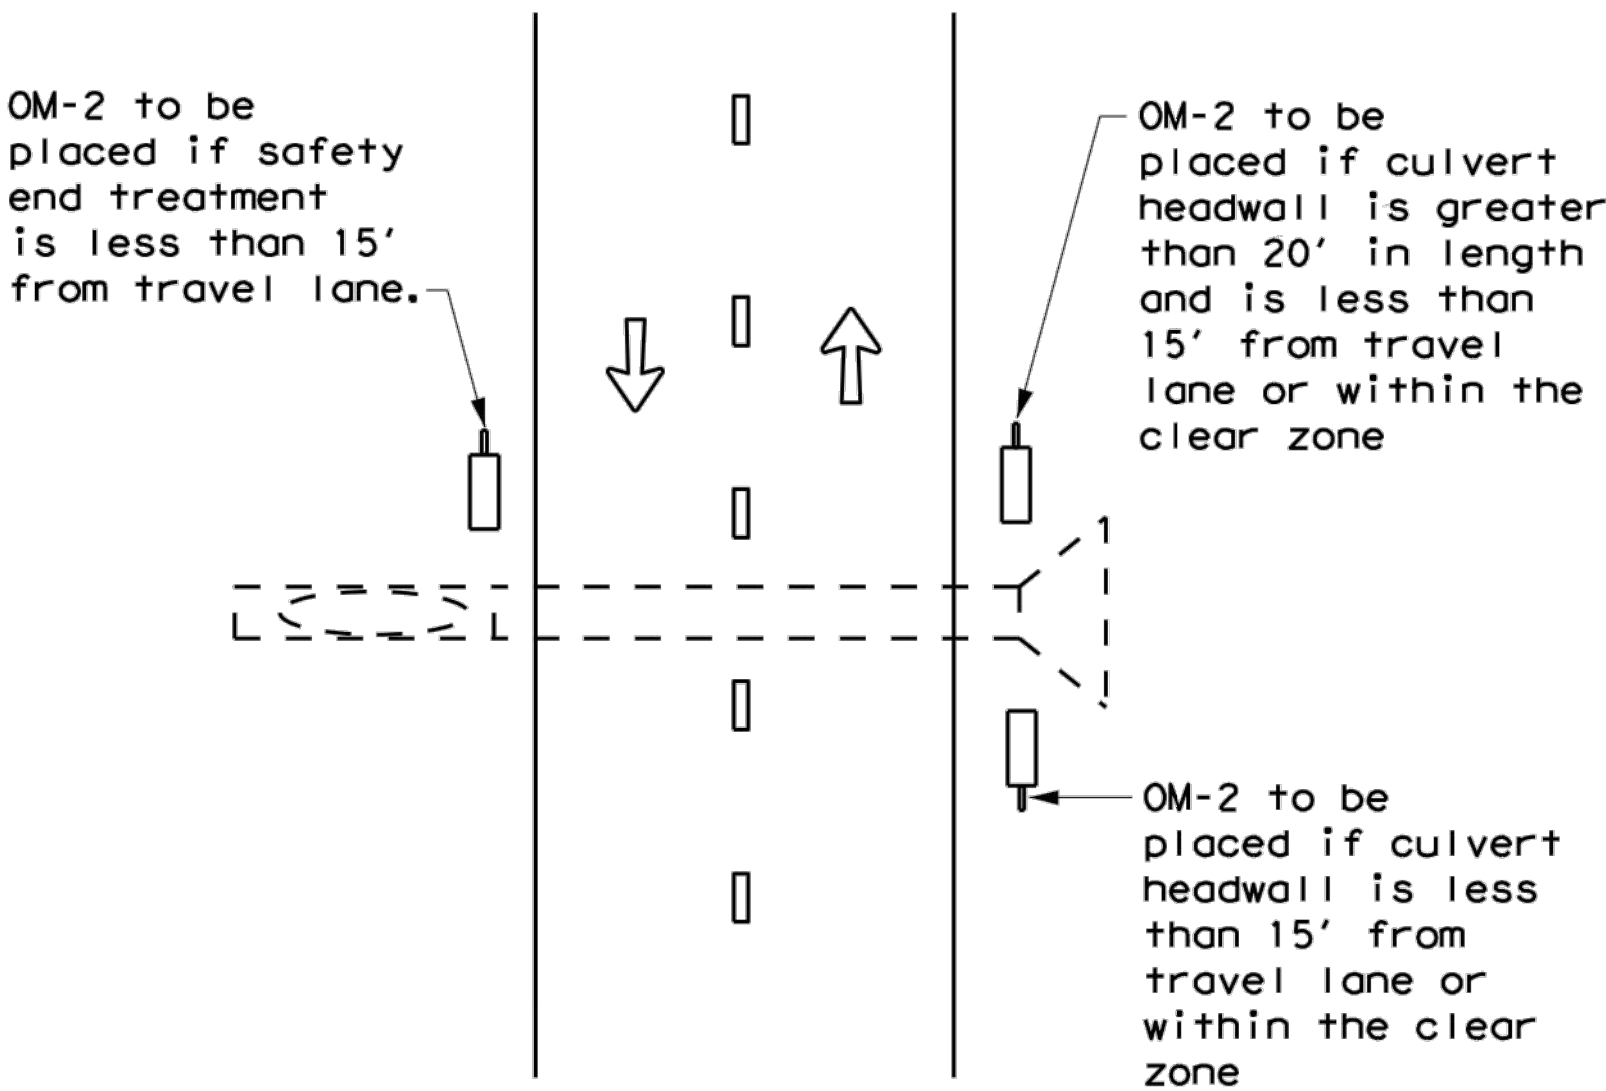 OM-2 to be
placed if safety
end treatment
is less than 15'
from travel lane.
OM-2 to be
placed if culvert
headwall is greater
than 20' in length
and is less than
15' from travel
lane or within the
clear zone
OM-2 to be
placed if culvert
headwall is less
than 15' from
travel lane or
within the clear
zone